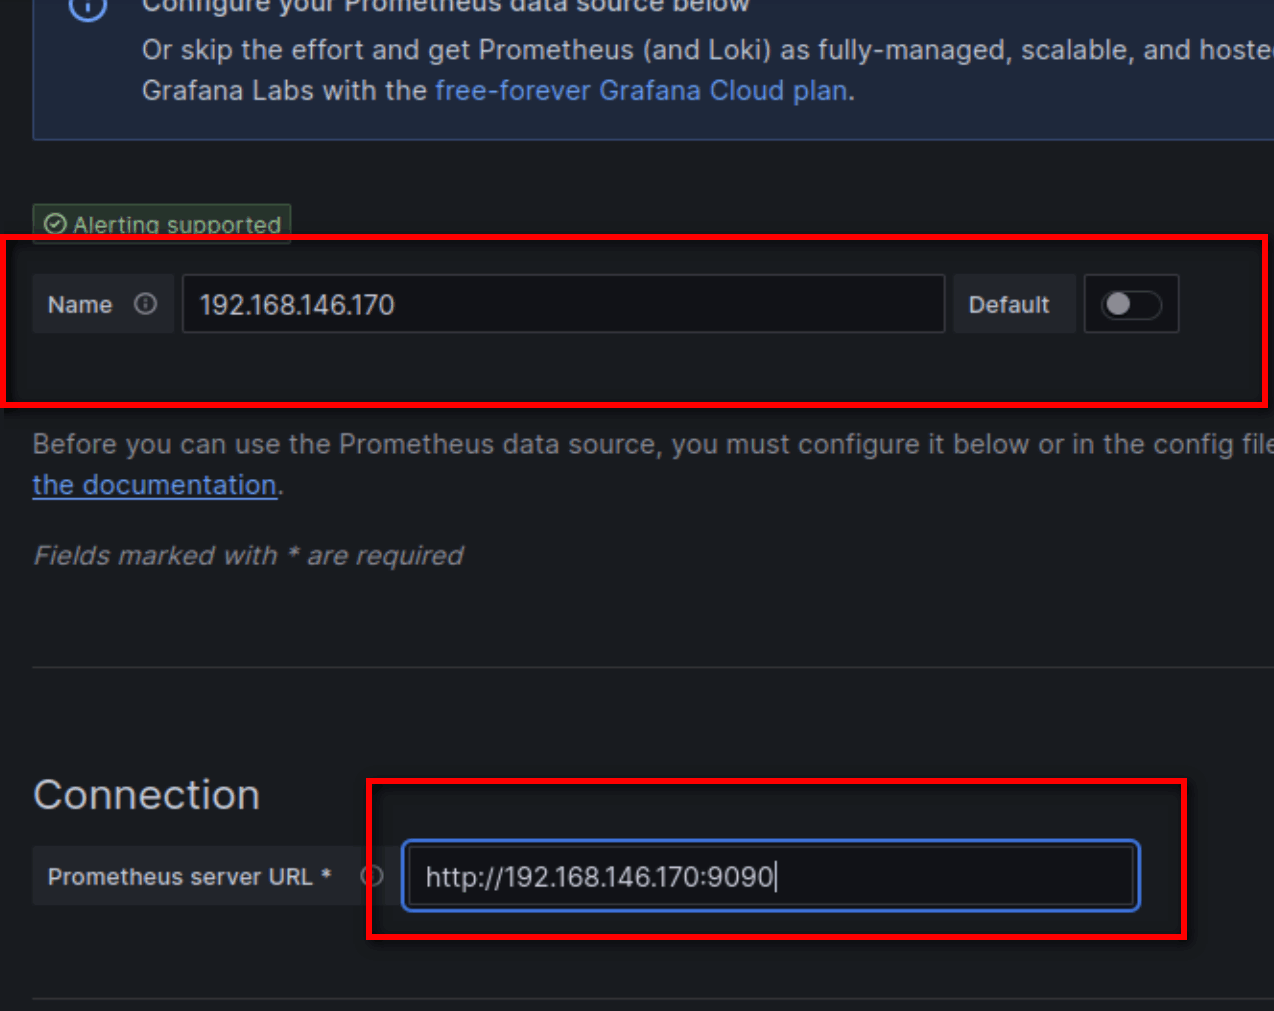 Configure your Prometheus data source below
Or skip the effort and get Prometheus (and Loki) as fully-managed, scalable, and hosted
Grafana Labs with the free-forever Grafana Cloud plan.
Alerting supported
Name 192.168.146.170 Default
Before you can use the Prometheus data source, you must configure it below or in the config file
the documentation.
Fields marked with * are required
Connection
Prometheus server URL * http://192.168.146.170:9090